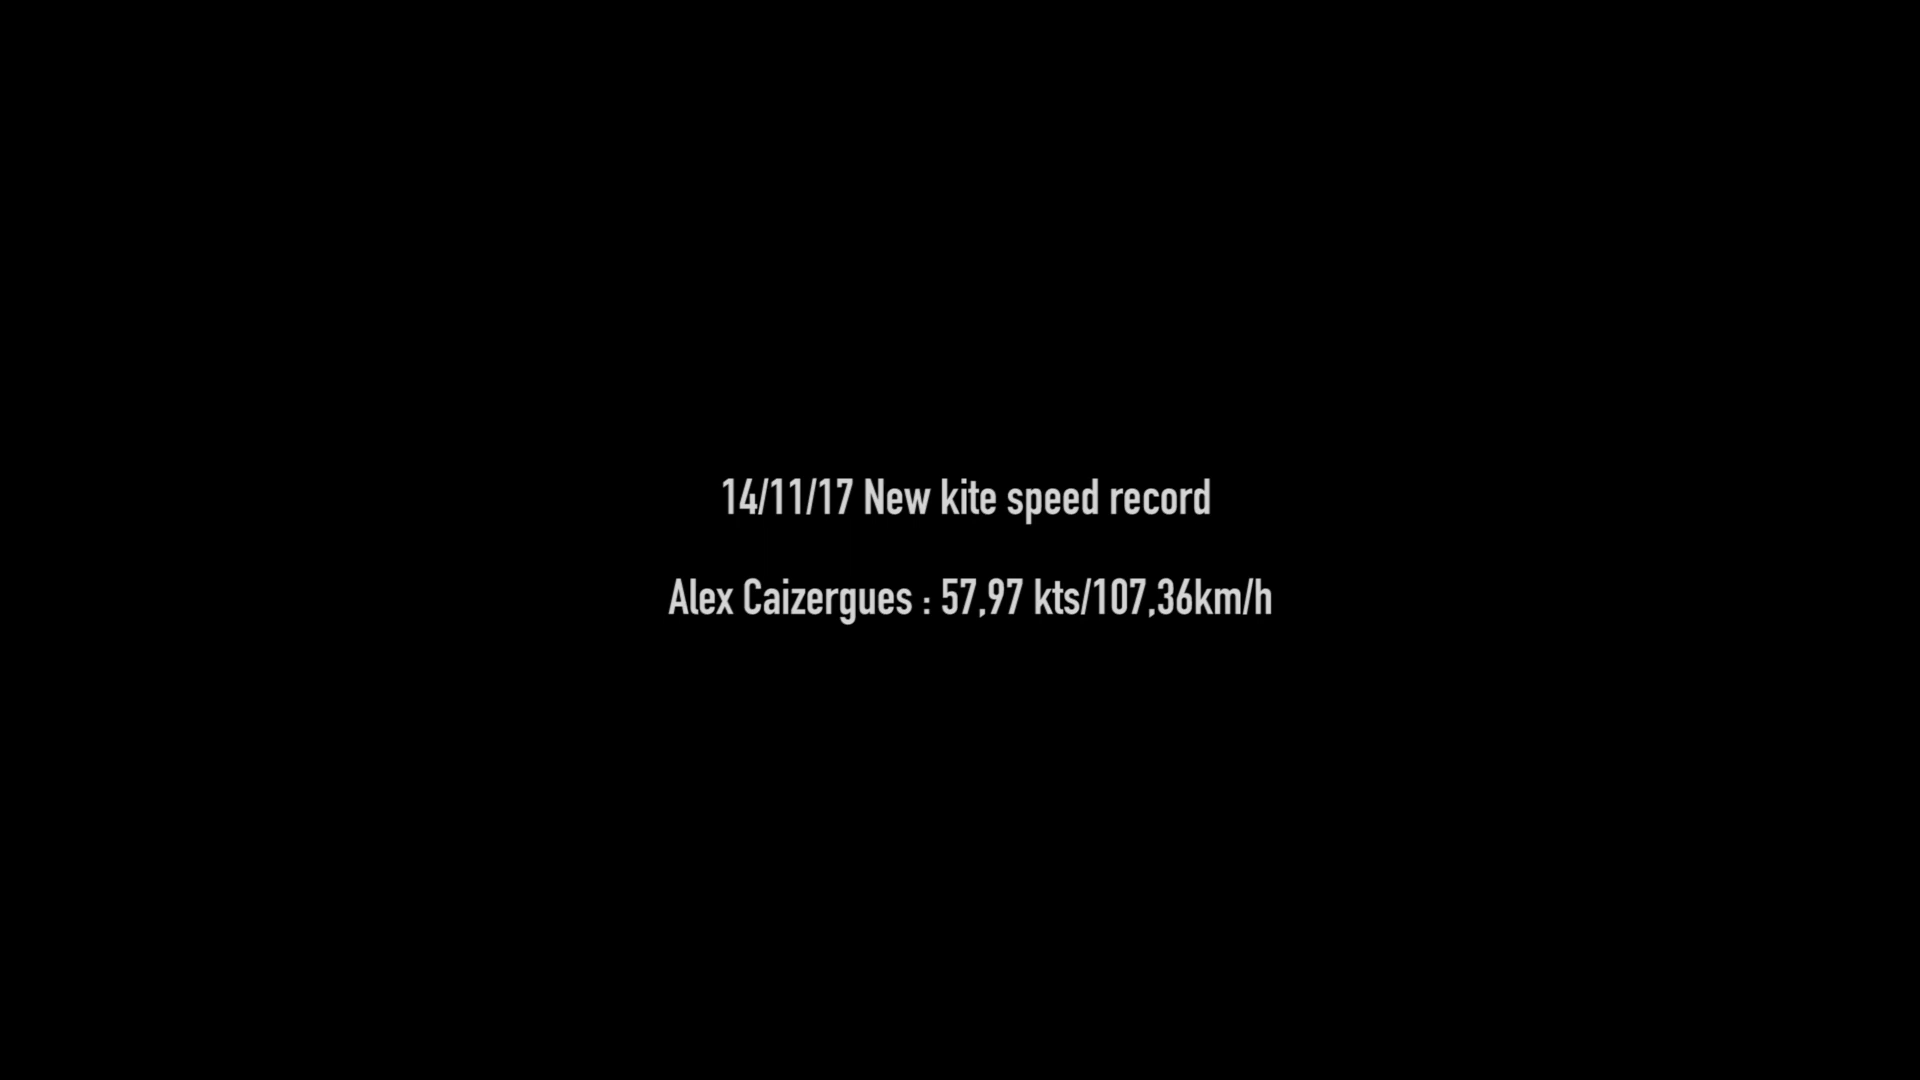 14/11/17 New kite speed record
Alex Caizergues : 57,97 kts/107,36km/h